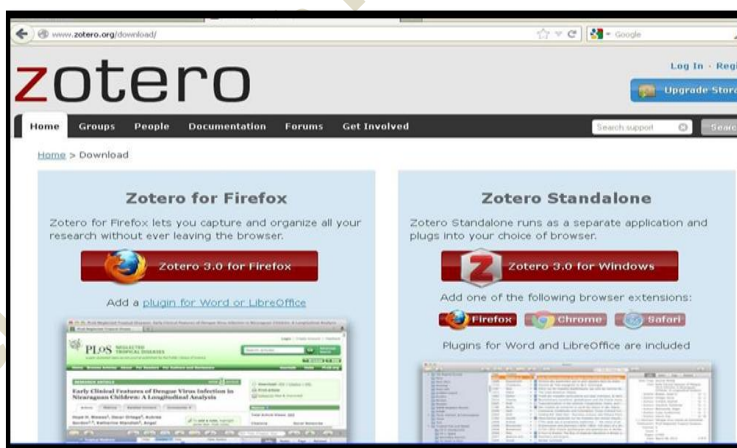 www.zotero.org/download/
Google
zotero
Log In · Regi
Upgrade Stora
Home Groups People Documentation Forums Get Involved
Search support
Searc
Home > Download
Zotero for Firefox
Zotero for Firefox lets you capture and organize all your
research without ever leaving the browser.
Zotero 3.0 for Firefox
Add a plugin for Word or LibreOffice
PLOS NEGLECTED
TROPICAL DISEASES
Early Clinical Features of Dengue Virus Infection in
Nicaraguan Children: A Longitudinal Analysis
Zotero Standalone
Zotero Standalone runs as a separate application and
plugs into your choice of browser.
Zotero 3.0 for Windows
Add one of the following browser extensions:
Firefox Chrome Safari
Plugins for Word and LibreOffice are included